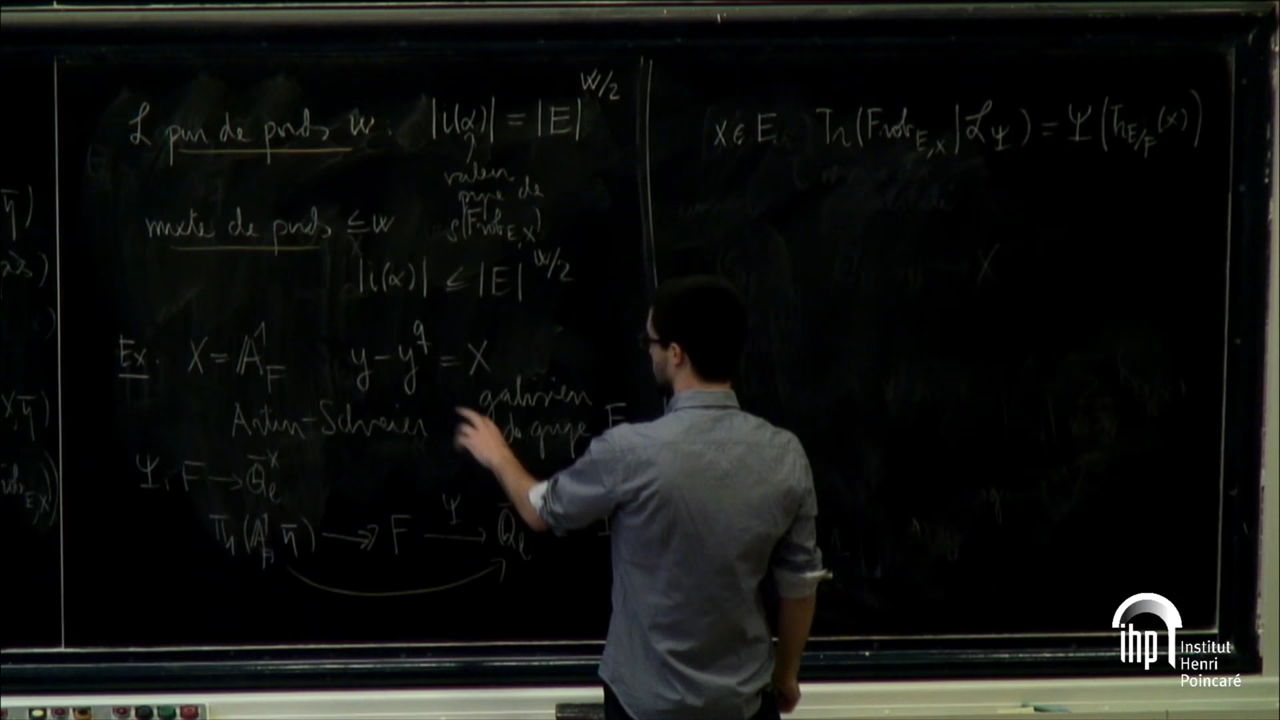 η̄)
L pur de poids w : |i(α)| = |E|^{w/2}
valeur
propre de
ρ(Frob_{E,x})
mixte de poids ≤ w
|i(α)| ≤ |E|^{w/2}
Ex. X = A¹_F y - y^q = X
galoisien
Artin-Schreier de groupe F
Ψ: F → Q̄_ℓ^×
π₁(A¹_F, η̄) ↠ F —Ψ→ Q̄_ℓ
x ∈ E Tr(Frob_{E,x} | L_Ψ) = Ψ(Tr_{E/F}(x))
ihp Institut
Henri
Poincaré